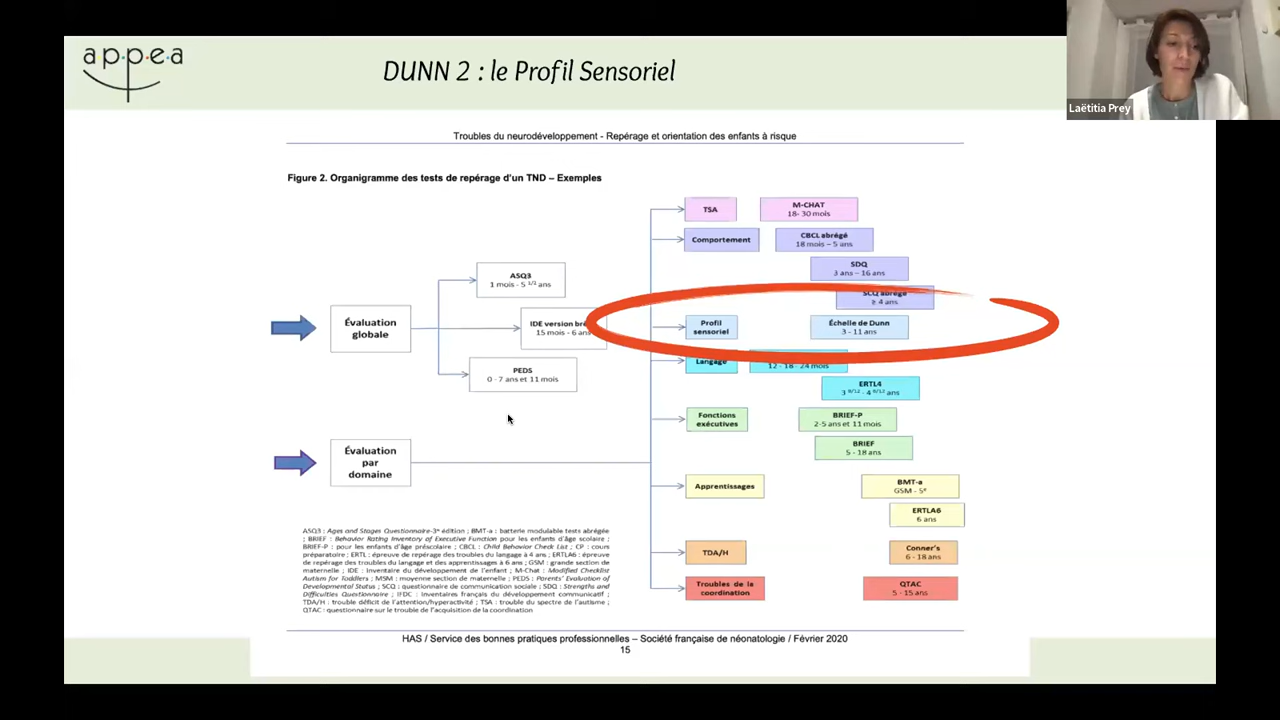 appea
DUNN 2 : le Profil Sensoriel
Laëtitia Prey
Troubles du neurodéveloppement - Repérage et orientation des enfants à risque
Figure 2. Organigramme des tests de repérage d'un TND – Exemples
Évaluation
globale
Évaluation
par
domaine
ASQ3
1 mois - 5 1/2 ans
IDE version
15 mois - 6 ans
PEDS
0 - 7 ans et 11 mois
TSA
M-CHAT
18- 30 mois
Comportement
CBCL abrégé
18 mois – 5 ans
SDQ
3 ans – 16 ans
SCQ abrégé
≥ 4 ans
Profil
sensoriel
Échelle de Dunn
3 - 11 ans
Langage
12 - 18 - 24 mois
ERTL4
3 9/12 - 4 6/12 ans
Fonctions
exécutives
BRIEF-P
2-5 ans et 11 mois
BRIEF
5 - 18 ans
Apprentissages
BMT-a
GSM - 5e
ERTLA6
6 ans
TDA/H
Conner's
6 - 18 ans
Troubles de la
coordination
QTAC
5 - 15 ans
ASQ3 : Ages and Stages Questionnaire-3e édition ; BMT-a : batterie modulable tests abrégée
; BRIEF : Behavior Rating Inventory of Executive Function pour les enfants d'âge scolaire ;
BRIEF-P : pour les enfants d'âge préscolaire ; CBCL : Child Behavior Check List ; CP : cours
préparatoire ; ERTL : épreuve de repérage des troubles du langage à 4 ans ; ERTLA6 : épreuve
de repérage des troubles du langage et des apprentissages à 6 ans ; GSM : grande section de
maternelle ; IDE : Inventaire du développement de l'enfant ; M-Chat : Modified Checklist
Autism for Toddlers ; MSM : moyenne section de maternelle ; PEDS : Parents' Evaluation of
Developmental Status ; SCQ : questionnaire de communication sociale ; SDQ : Strengths and
Difficulties Questionnaire ; IFDC : Inventaires français du développement communicatif ;
TDA/H : trouble déficit de l'attention/hyperactivité ; TSA : trouble du spectre de l'autisme ;
QTAC : questionnaire sur le trouble de l'acquisition de la coordination
HAS / Service des bonnes pratiques professionnelles – Société française de néonatologie / Février 2020
15